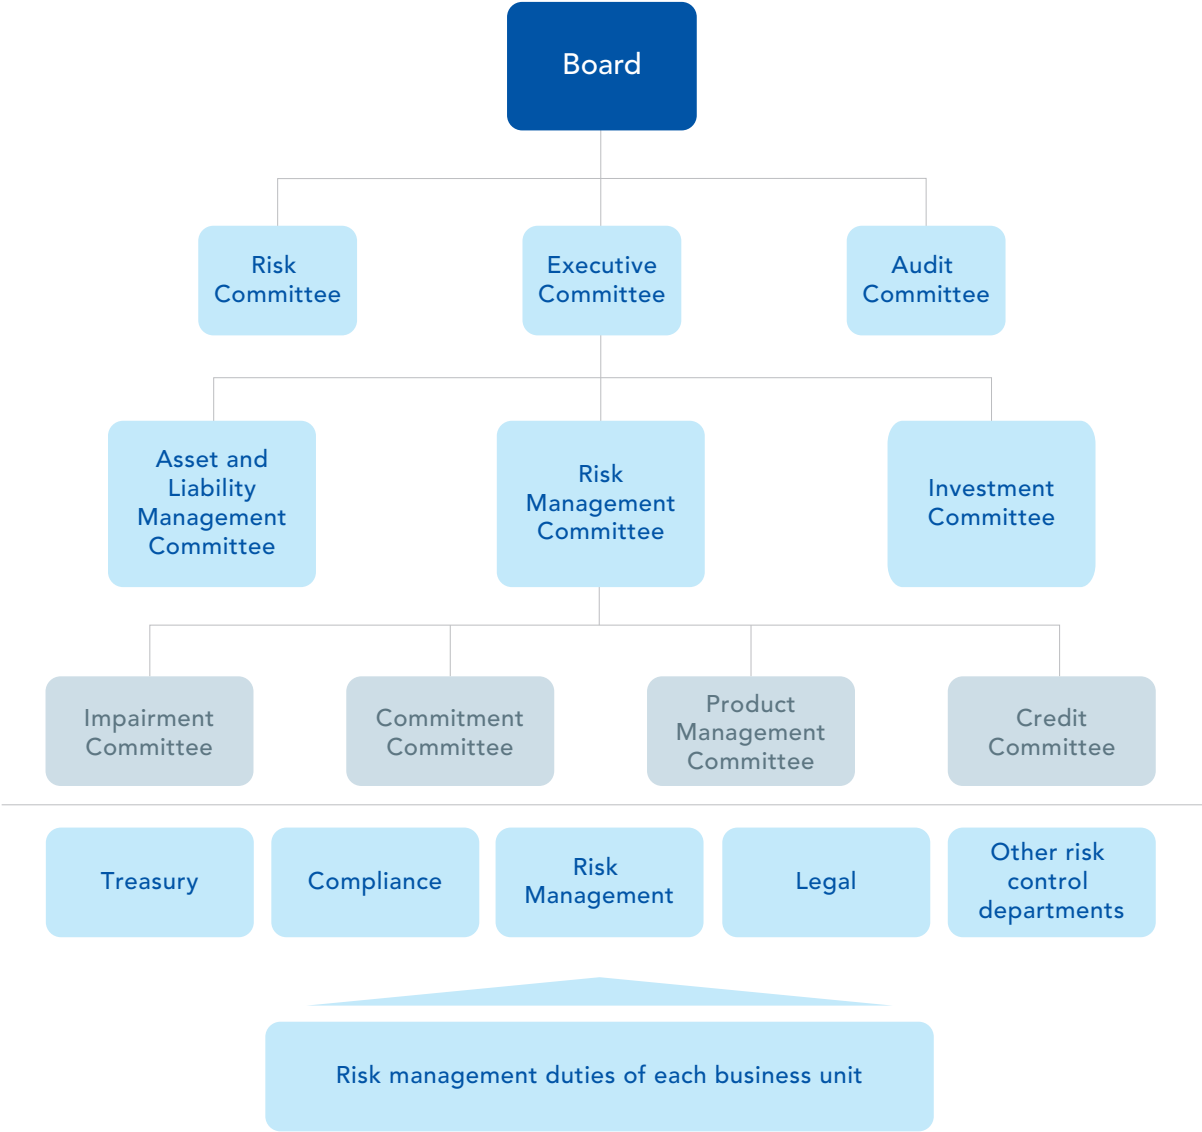 Board
Risk
Committee
Executive
Committee
Audit
Committee
Asset and
Liability
Management
Committee
Risk
Management
Committee
Investment
Committee
Impairment
Committee
Commitment
Committee
Product
Management
Committee
Credit
Committee
Treasury
Compliance
Risk
Management
Legal
Other risk
control
departments
Risk management duties of each business unit